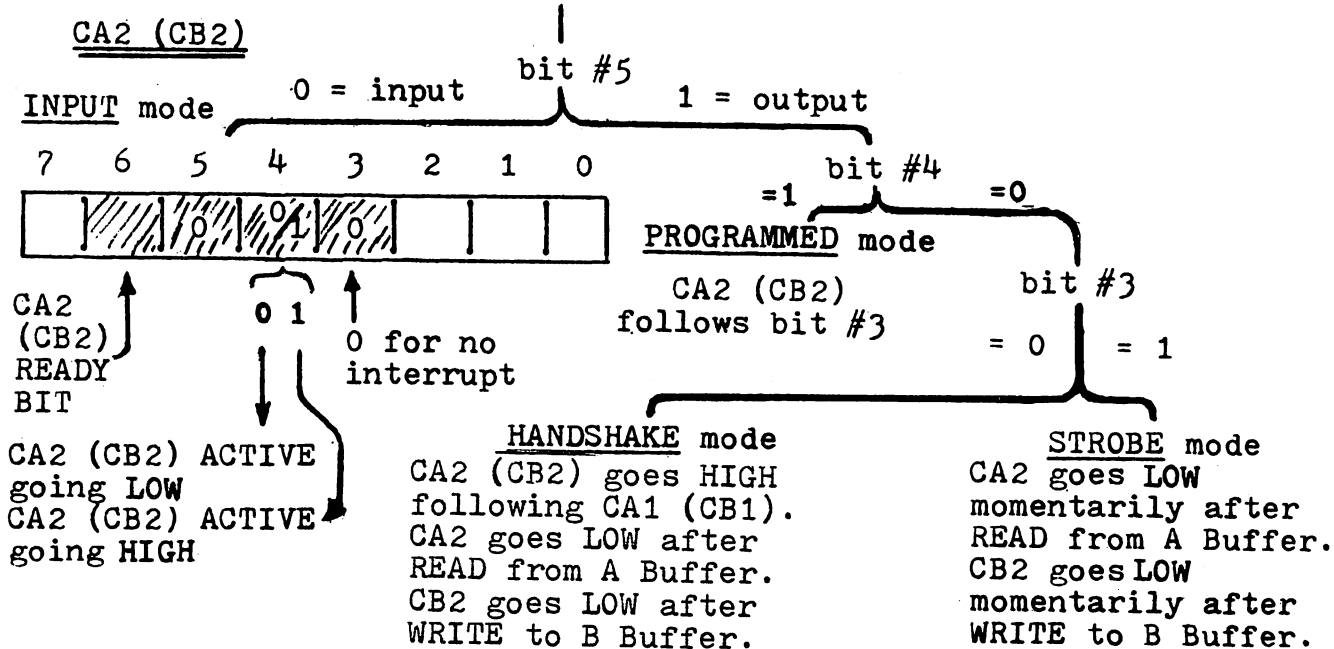 CA2 (CB2)
bit #5
0 = input
1 = output
INPUT mode
7 6 5 4 3 2 1 0
0 0 1 0
CA2
(CB2)
READY
BIT
0 1
0 for no
interrupt
CA2 (CB2) ACTIVE
going LOW
CA2 (CB2) ACTIVE
going HIGH
bit #4
=1
=0
PROGRAMMED mode
CA2 (CB2)
follows bit #3
bit #3
= 0
= 1
HANDSHAKE mode
CA2 (CB2) goes HIGH
following CA1 (CB1).
CA2 goes LOW after
READ from A Buffer.
CB2 goes LOW after
WRITE to B Buffer.
STROBE mode
CA2 goes LOW
momentarily after
READ from A Buffer.
CB2 goes LOW
momentarily after
WRITE to B Buffer.